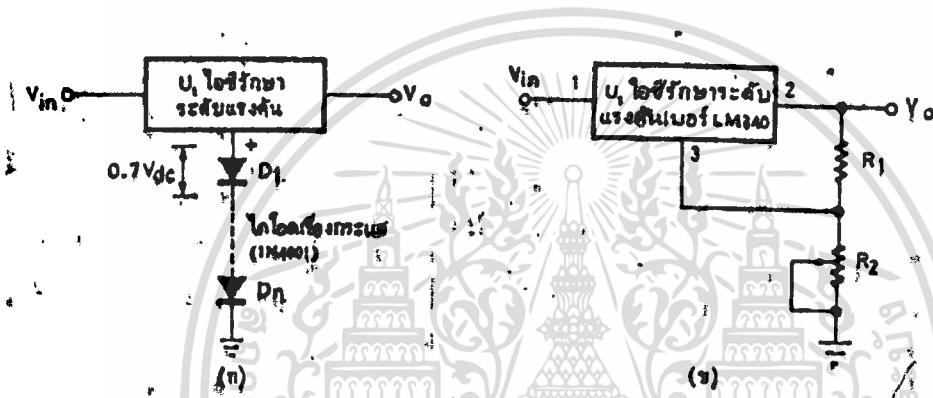 Vin
U1 ไอซีรักษา
ระดับแรงดัน
Vo
0.7Vdc
+
D1
ไดโอดเรียงกระแส
(1N4001)
Dn
(ก)
Vin
1
U1 ไอซีรักษาระดับ
แรงดันเบอร์ LM340
2
3
Vo
R1
R2
(ข)